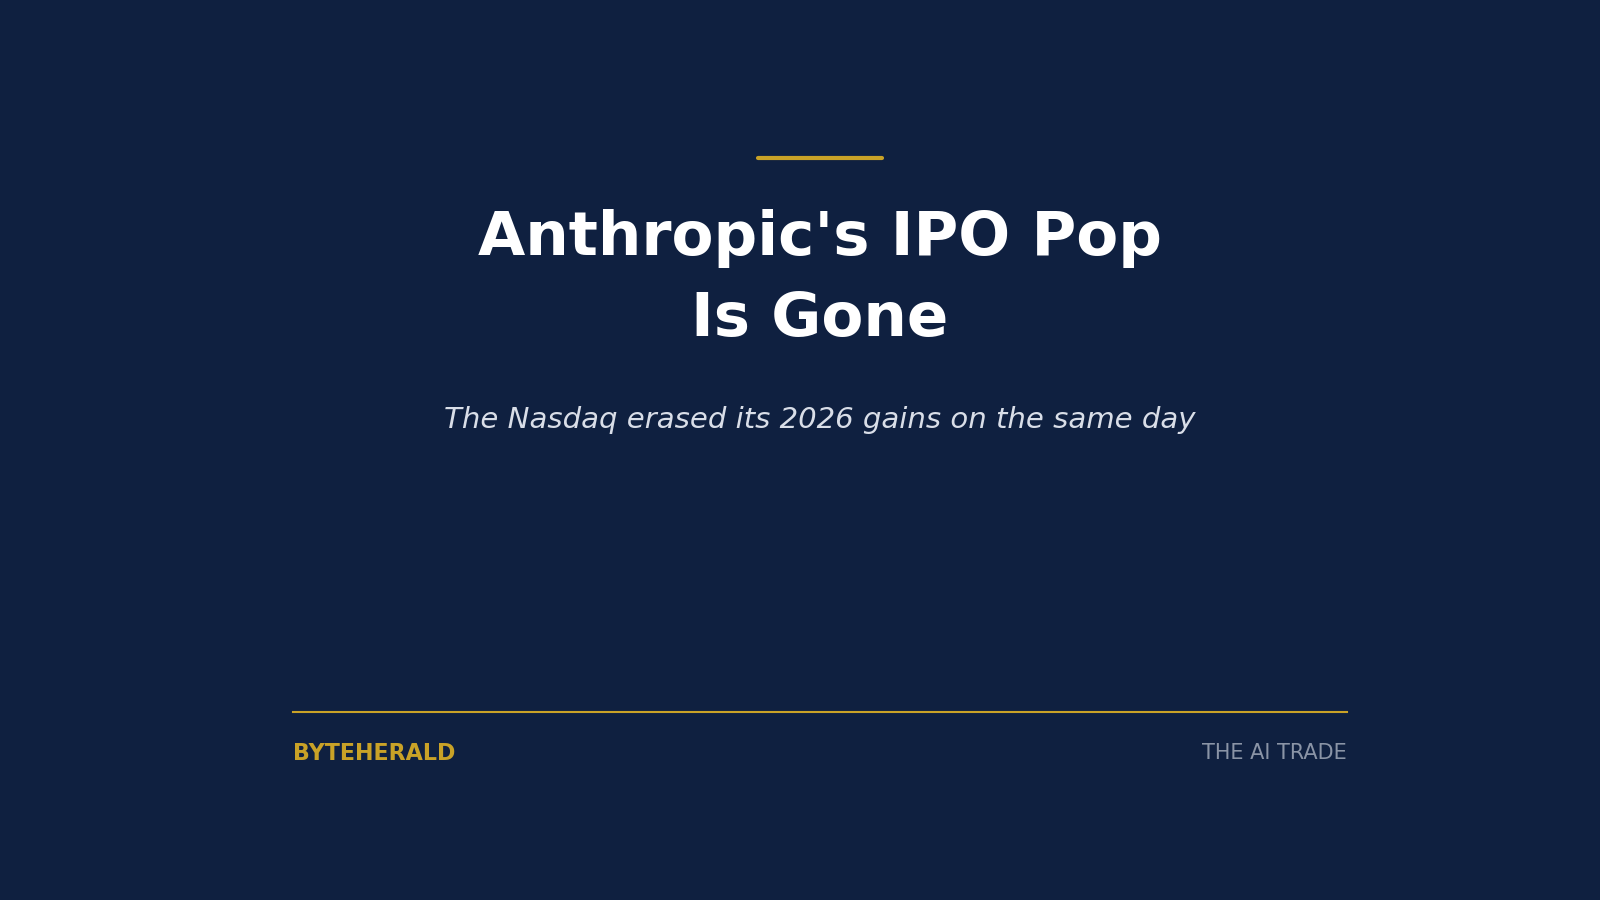 Anthropic's IPO Pop
Is Gone
The Nasdaq erased its 2026 gains on the same day
BYTEHERALD
THE AI TRADE